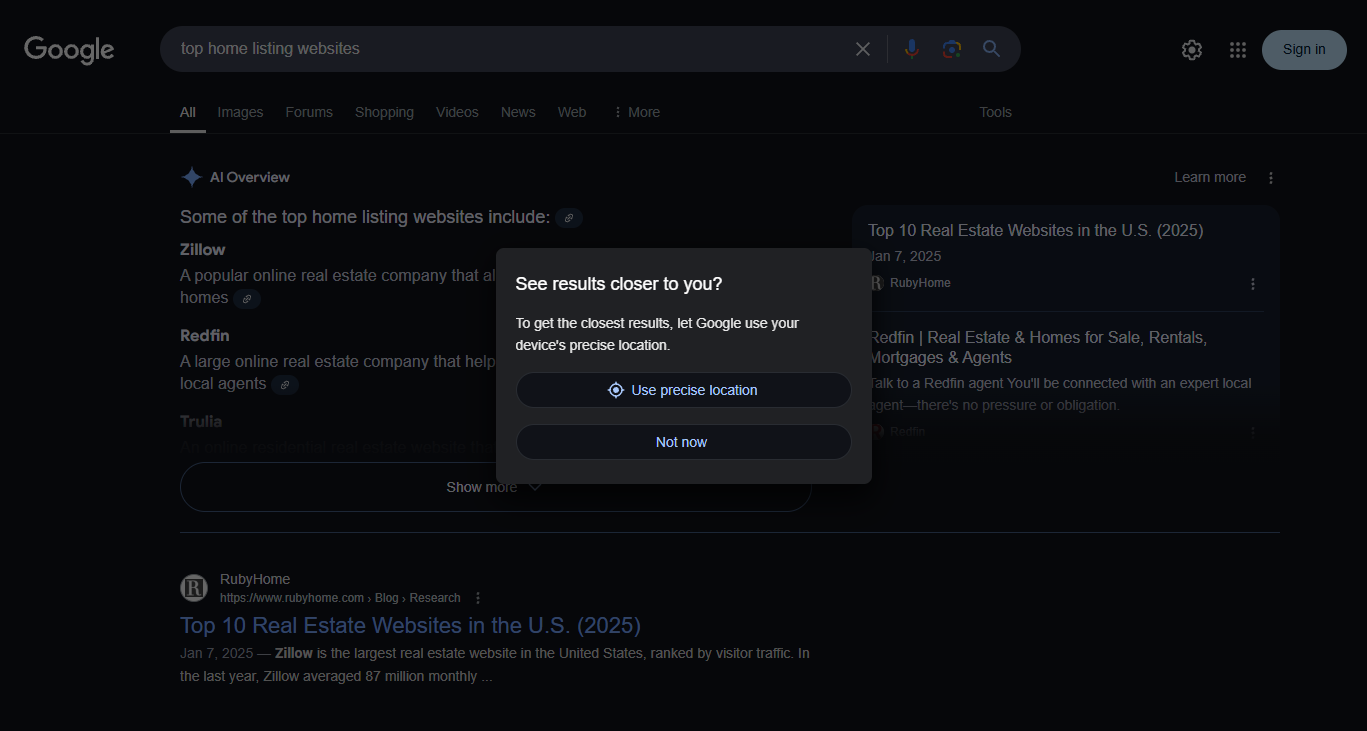 Google
top home listing websites
Sign in
All Images Forums Shopping Videos News Web More Tools
AI Overview
Learn more
Some of the top home listing websites include:
Zillow
A popular online real estate company that al
homes
Redfin
A large online real estate company that help
local agents
Trulia
An online residential real estate website tha
Show more
Top 10 Real Estate Websites in the U.S. (2025)
Jan 7, 2025
RubyHome
Redfin | Real Estate & Homes for Sale, Rentals,
Mortgages & Agents
Talk to a Redfin agent You'll be connected with an expert local
agent—there's no pressure or obligation.
Redfin
See results closer to you?
To get the closest results, let Google use your
device's precise location.
Use precise location
Not now
R
RubyHome
https://www.rubyhome.com › Blog › Research
Top 10 Real Estate Websites in the U.S. (2025)
Jan 7, 2025 — Zillow is the largest real estate website in the United States, ranked by visitor traffic. In
the last year, Zillow averaged 87 million monthly ...